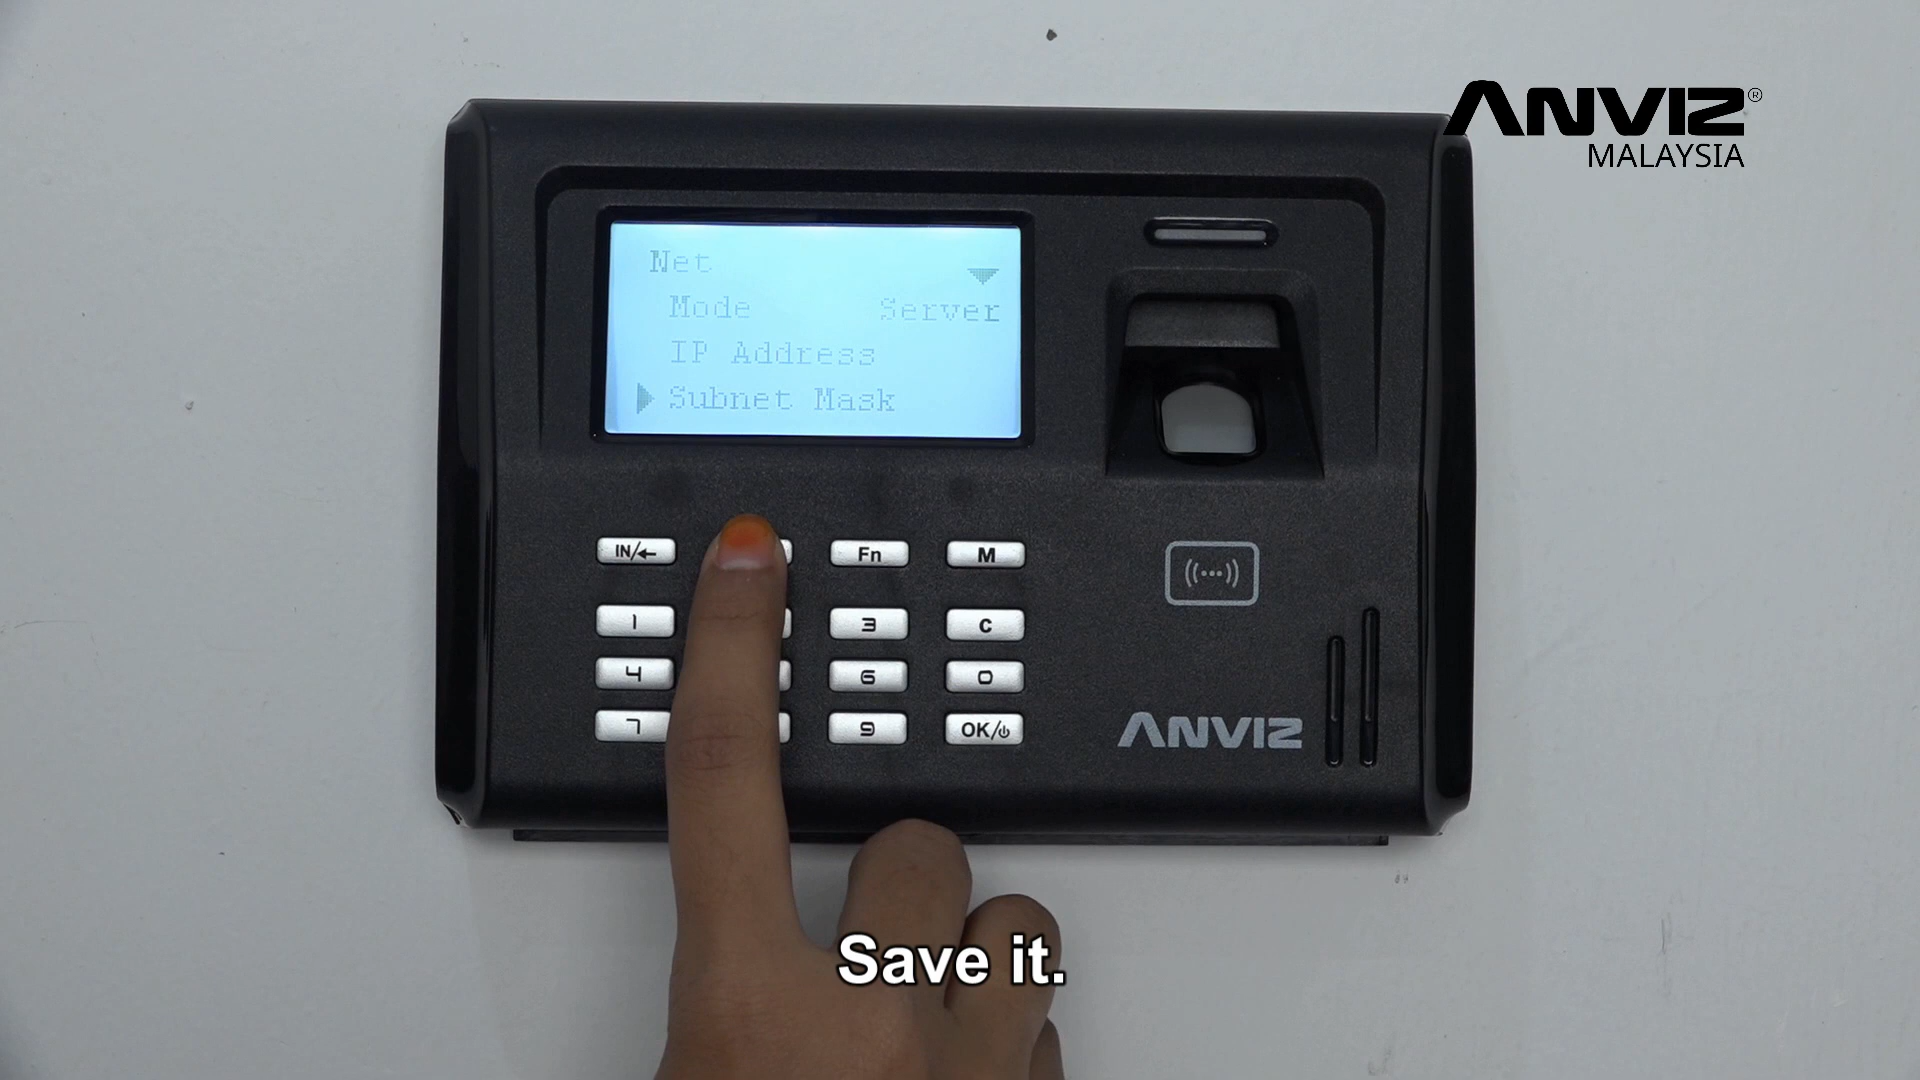 ANVIZ®
MALAYSIA
Net
Mode Server
IP Address
Subnet Mask
IN/← Fn M
1 3 C
4 6 0
7 9 OK/⏻
ANVIZ
Save it.